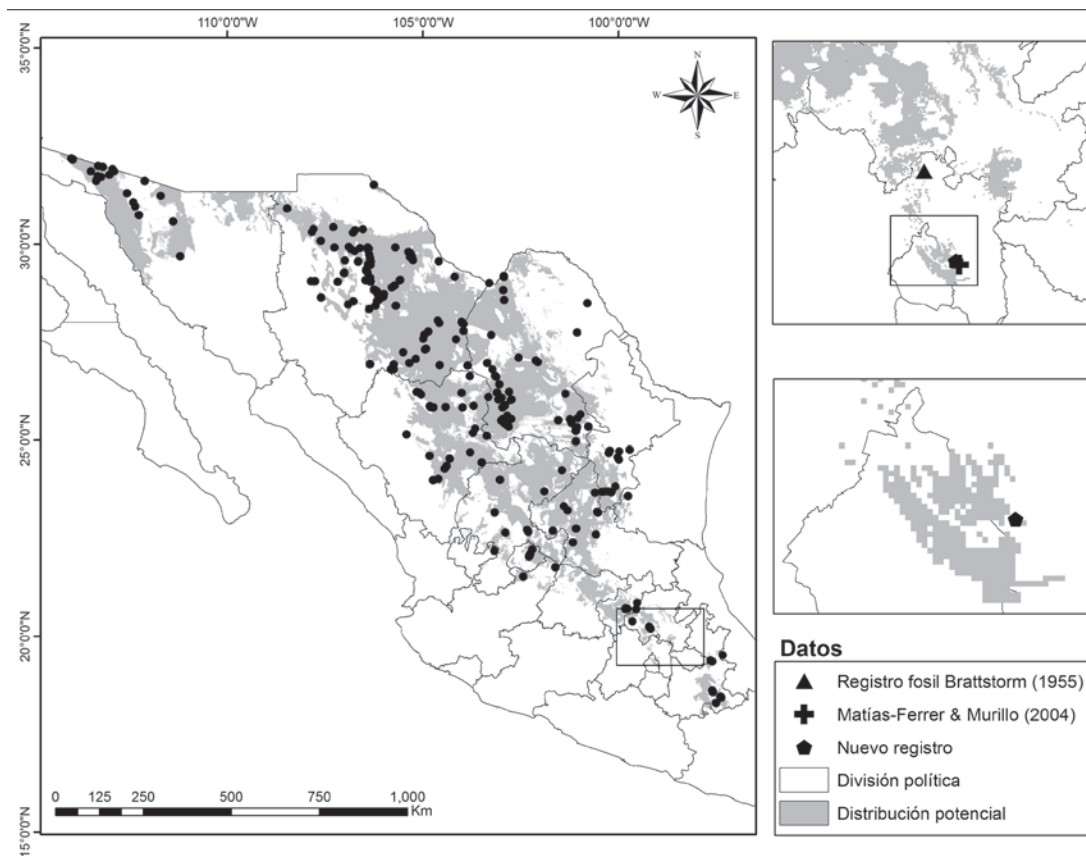 110°0'0"W 105°0'0"W 100°0'0"W
35°0'0"N
30°0'0"N
25°0'0"N
20°0'0"N
15°0'0"N
N
W E
S
0 125 250 500 750 1,000
Km
Datos
Registro fosil Brattstorm (1955)
Matías-Ferrer & Murillo (2004)
Nuevo registro
División política
Distribución potencial